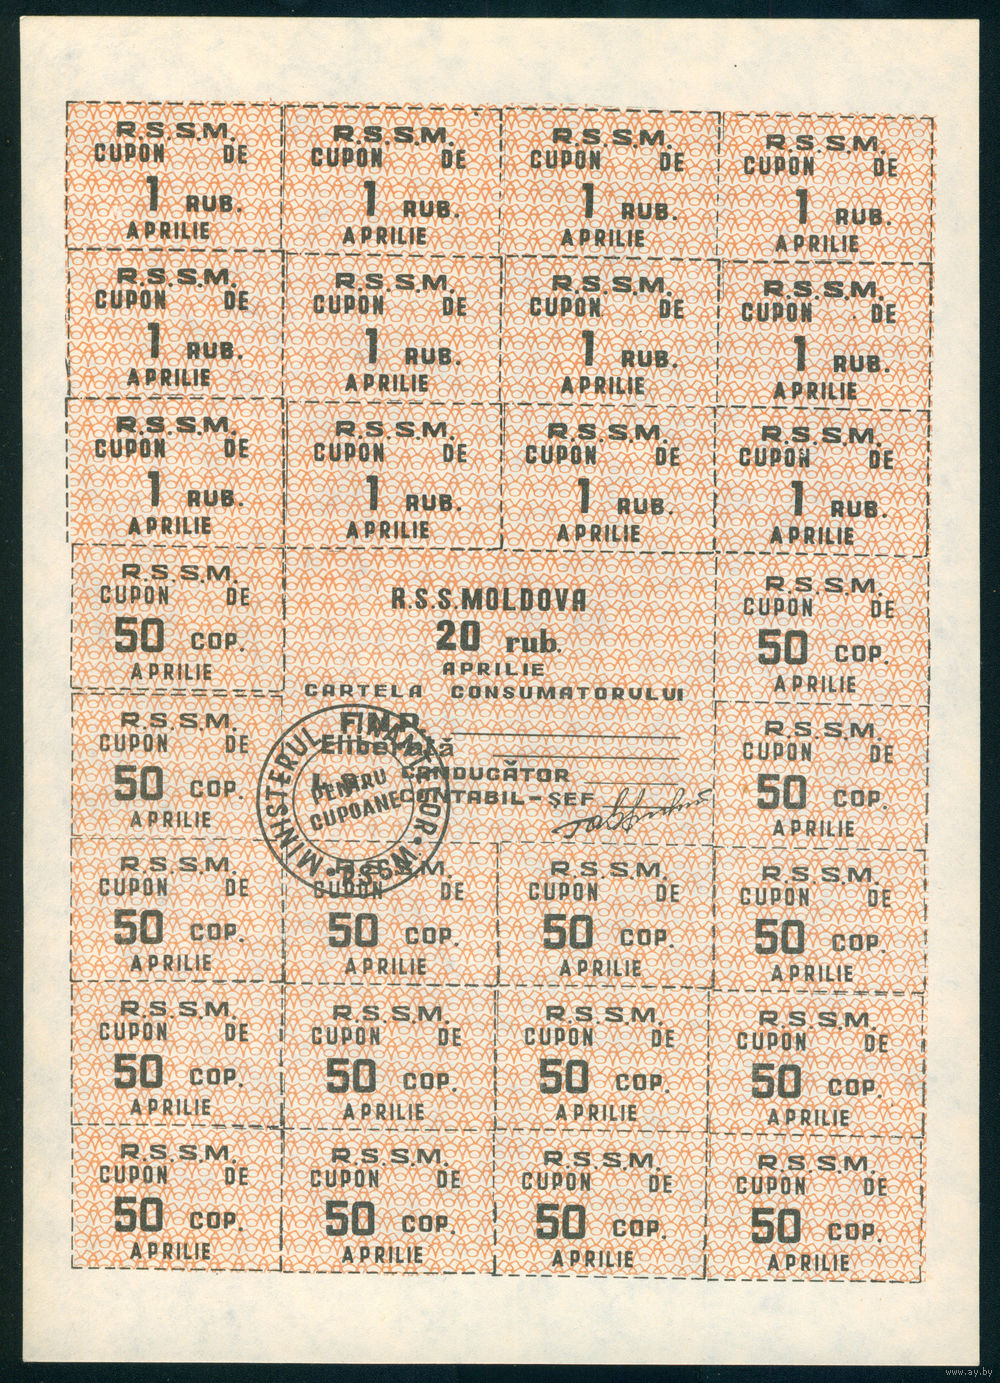 R.S.S.M.
CUPON DE
1 RUB.
APRILIE
R.S.S.M.
CUPON DE
1 RUB.
APRILIE
R.S.S.M.
CUPON DE
1 RUB.
APRILIE
R.S.S.M.
CUPON DE
1 RUB.
APRILIE
R.S.S.M.
CUPON DE
1 RUB.
APRILIE
R.S.S.M.
CUPON DE
1 RUB.
APRILIE
R.S.S.M.
CUPON DE
1 RUB.
APRILIE
R.S.S.M.
CUPON DE
1 RUB.
APRILIE
R.S.S.M.
CUPON DE
1 RUB.
APRILIE
R.S.S.M.
CUPON DE
1 RUB.
APRILIE
R.S.S.M.
CUPON DE
1 RUB.
APRILIE
R.S.S.M.
CUPON DE
1 RUB.
APRILIE
R.S.S.M.
CUPON DE
50 COP.
APRILIE
R.S.S.MOLDOVA
20 rub.
APRILIE
CARTELA CONSUMATORULUI
Eliberată
CONDUCĂTOR
CONTABIL-ŞEF
MINISTERUL
PENTRU
CUPOANE
R.S.S.M.
CUPON DE
50 COP.
APRILIE
R.S.S.M.
CUPON DE
50 COP.
APRILIE
R.S.S.M.
CUPON DE
50 COP.
APRILIE
R.S.S.M.
CUPON DE
50 COP.
APRILIE
R.S.S.M.
CUPON DE
50 COP.
APRILIE
R.S.S.M.
CUPON DE
50 COP.
APRILIE
R.S.S.M.
CUPON DE
50 COP.
APRILIE
R.S.S.M.
CUPON DE
50 COP.
APRILIE
R.S.S.M.
CUPON DE
50 COP.
APRILIE
R.S.S.M.
CUPON DE
50 COP.
APRILIE
R.S.S.M.
CUPON DE
50 COP.
APRILIE
R.S.S.M.
CUPON DE
50 COP.
APRILIE
R.S.S.M.
CUPON DE
50 COP.
APRILIE
R.S.S.M.
CUPON DE
50 COP.
APRILIE
R.S.S.M.
CUPON DE
50 COP.
APRILIE
www.ay.by